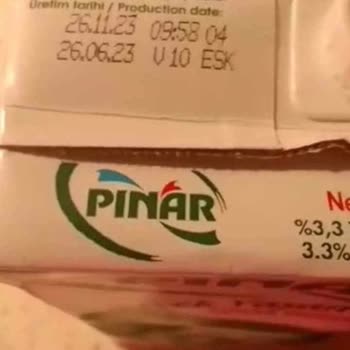 Üretim tarihi / Production date:
26.11.23 09:58 04
26.06.23 V10 ESK
PINAR
%3,3
3.3%